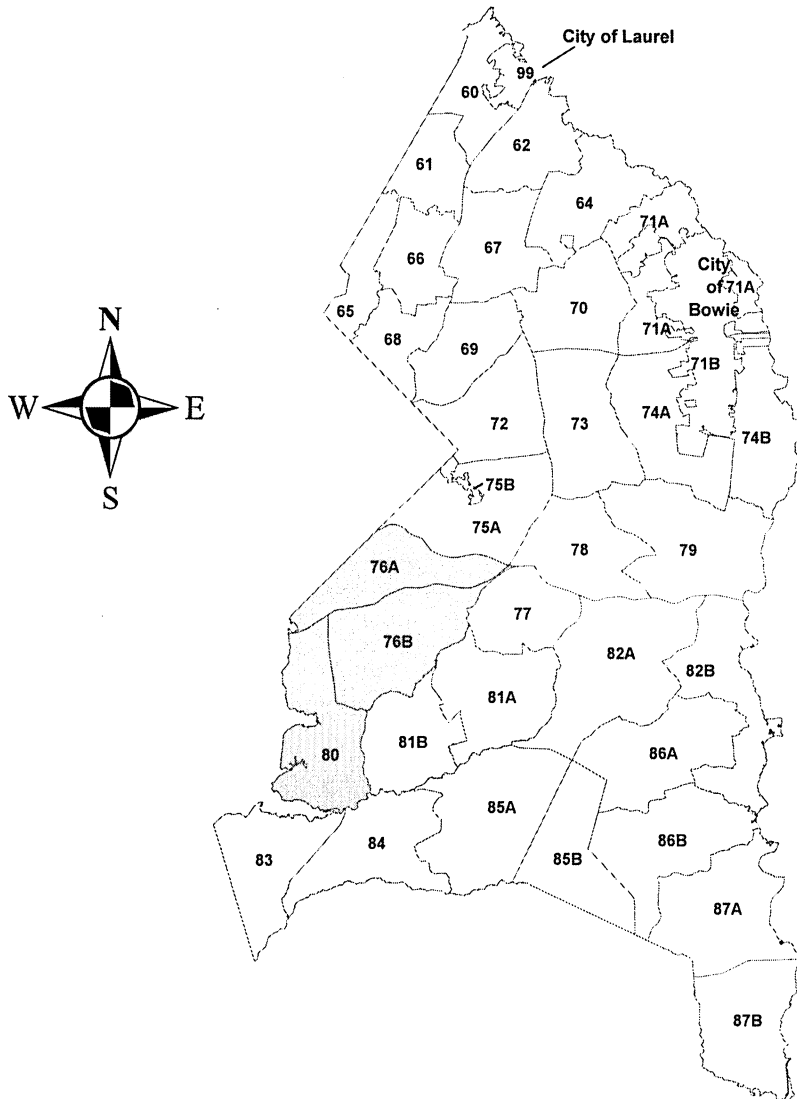 City of Laurel
99
60
62
61
64
71A
66
67
City
of
71A
Bowie
65
70
71A
68
69
71B
N
W
E
S
72
73
74A
74B
75B
75A
76A
78
79
77
76B
82A
82B
81A
80
81B
86A
85A
84
83
85B
86B
87A
87B